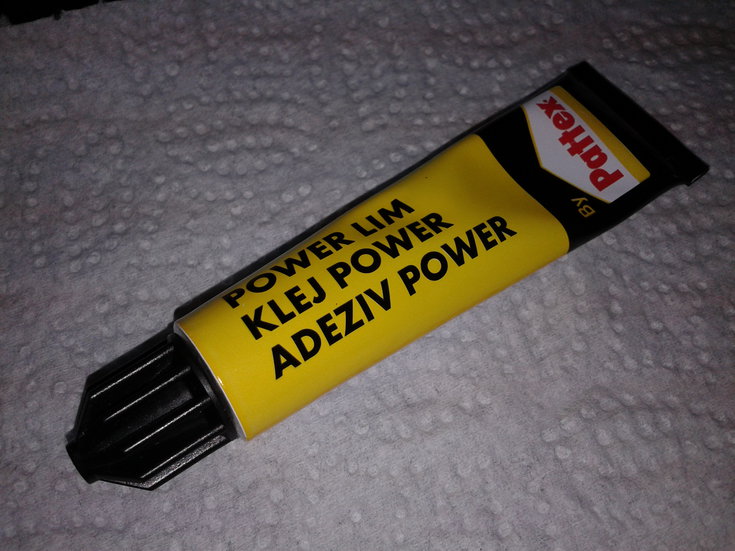 POWER LIM
KLEJ POWER
ADEZIV POWER
By
Pattex